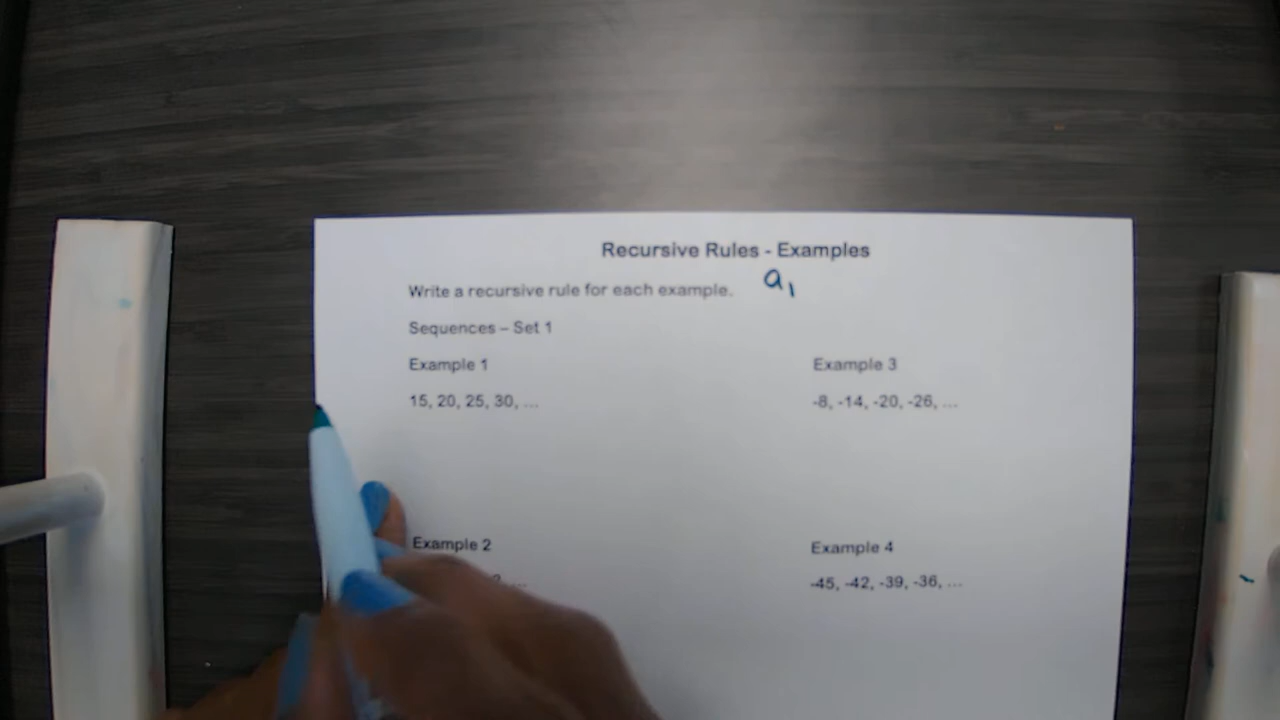 Recursive Rules - Examples
Write a recursive rule for each example. a₁
Sequences – Set 1
Example 1
15, 20, 25, 30, ...
Example 3
-8, -14, -20, -26, ...
Example 2
...
Example 4
-45, -42, -39, -36, ...